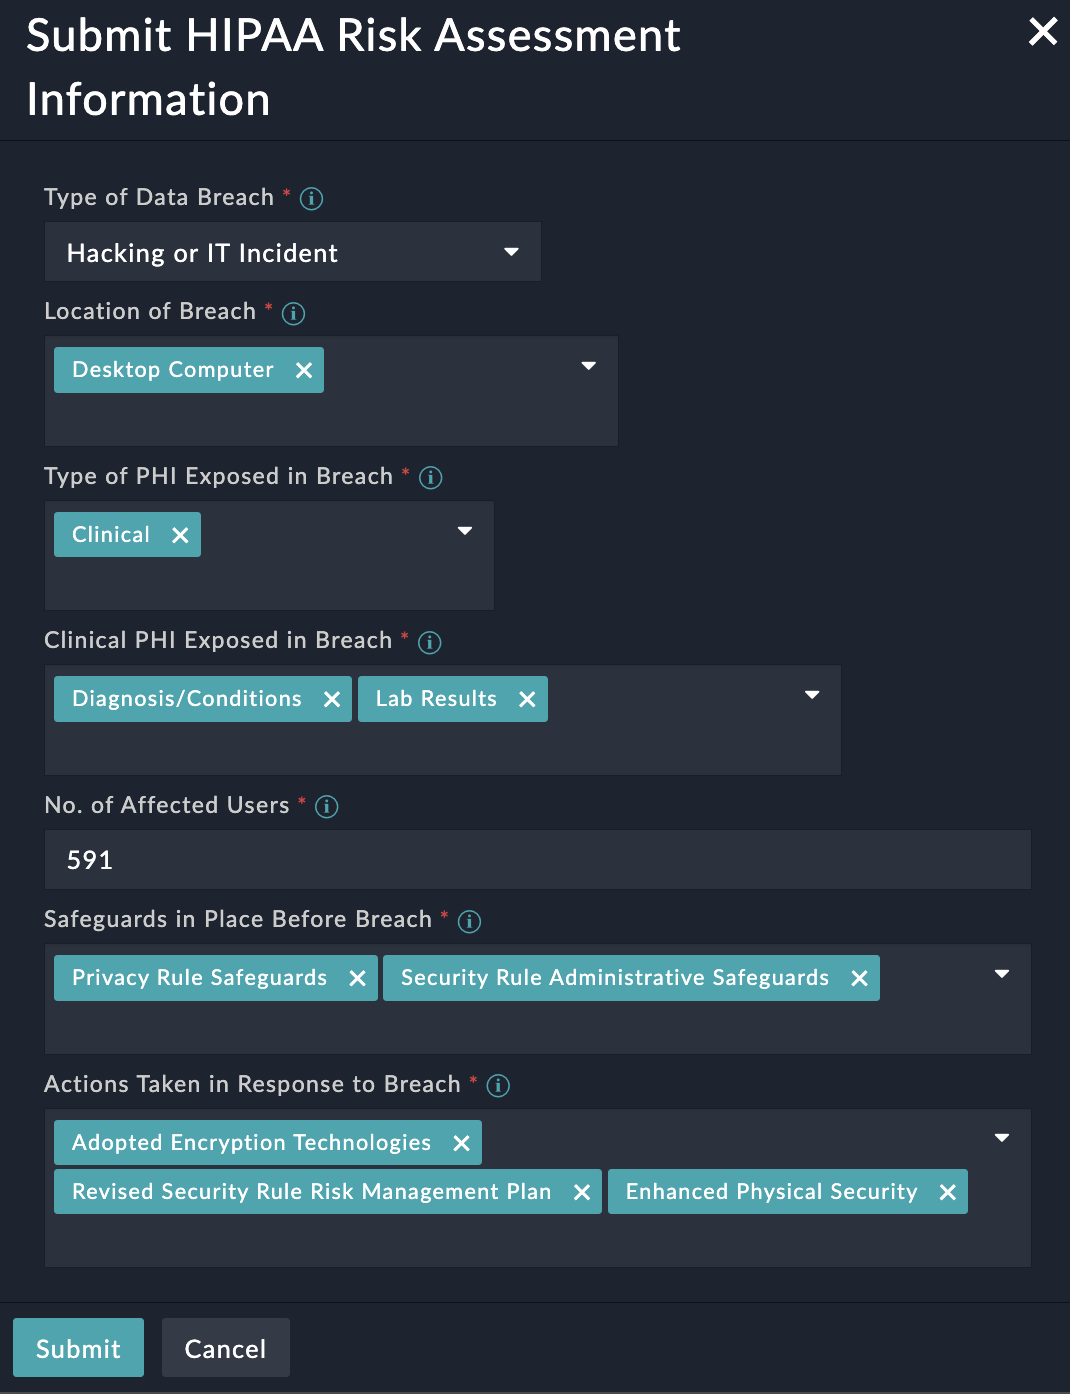 Submit HIPAA Risk Assessment
Information
Type of Data Breach *
Hacking or IT Incident
Location of Breach *
Desktop Computer
Type of PHI Exposed in Breach *
Clinical
Clinical PHI Exposed in Breach *
Diagnosis/Conditions Lab Results
No. of Affected Users *
591
Safeguards in Place Before Breach *
Privacy Rule Safeguards Security Rule Administrative Safeguards
Actions Taken in Response to Breach *
Adopted Encryption Technologies
Revised Security Rule Risk Management Plan Enhanced Physical Security
Submit Cancel